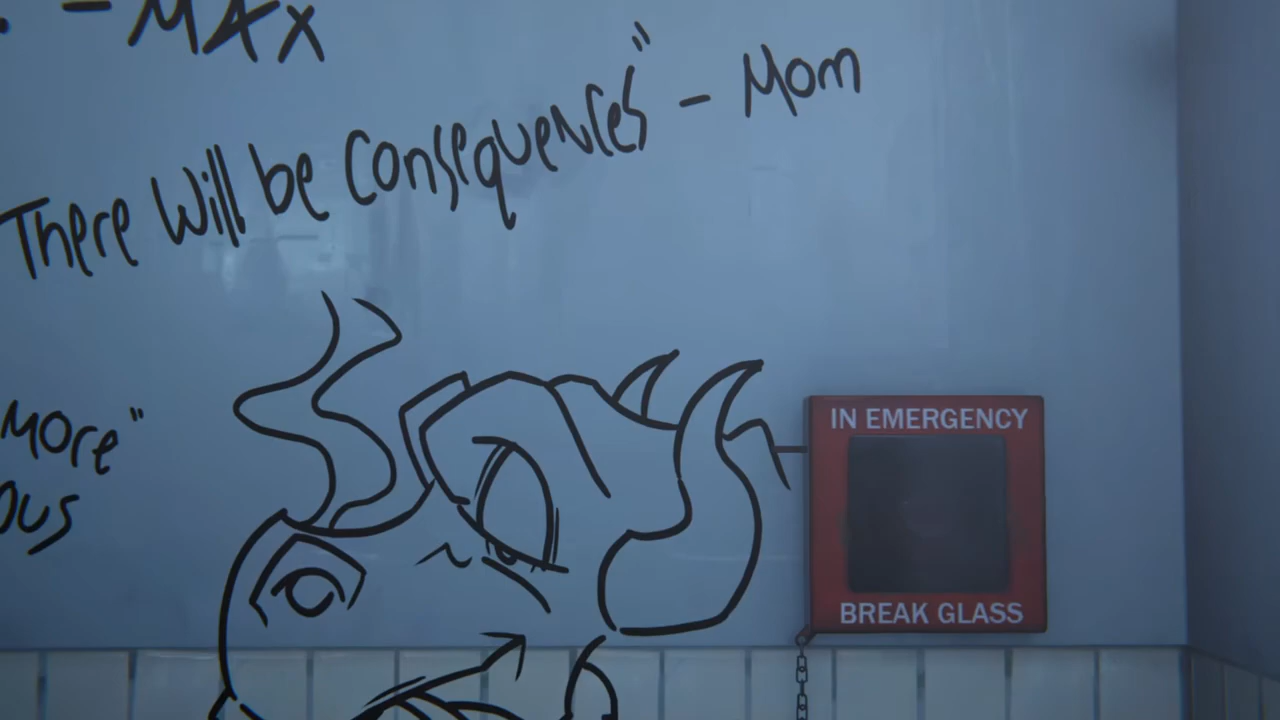 . - MAX
There Will be Consequences" - Mom
More"
ous
IN EMERGENCY
BREAK GLASS